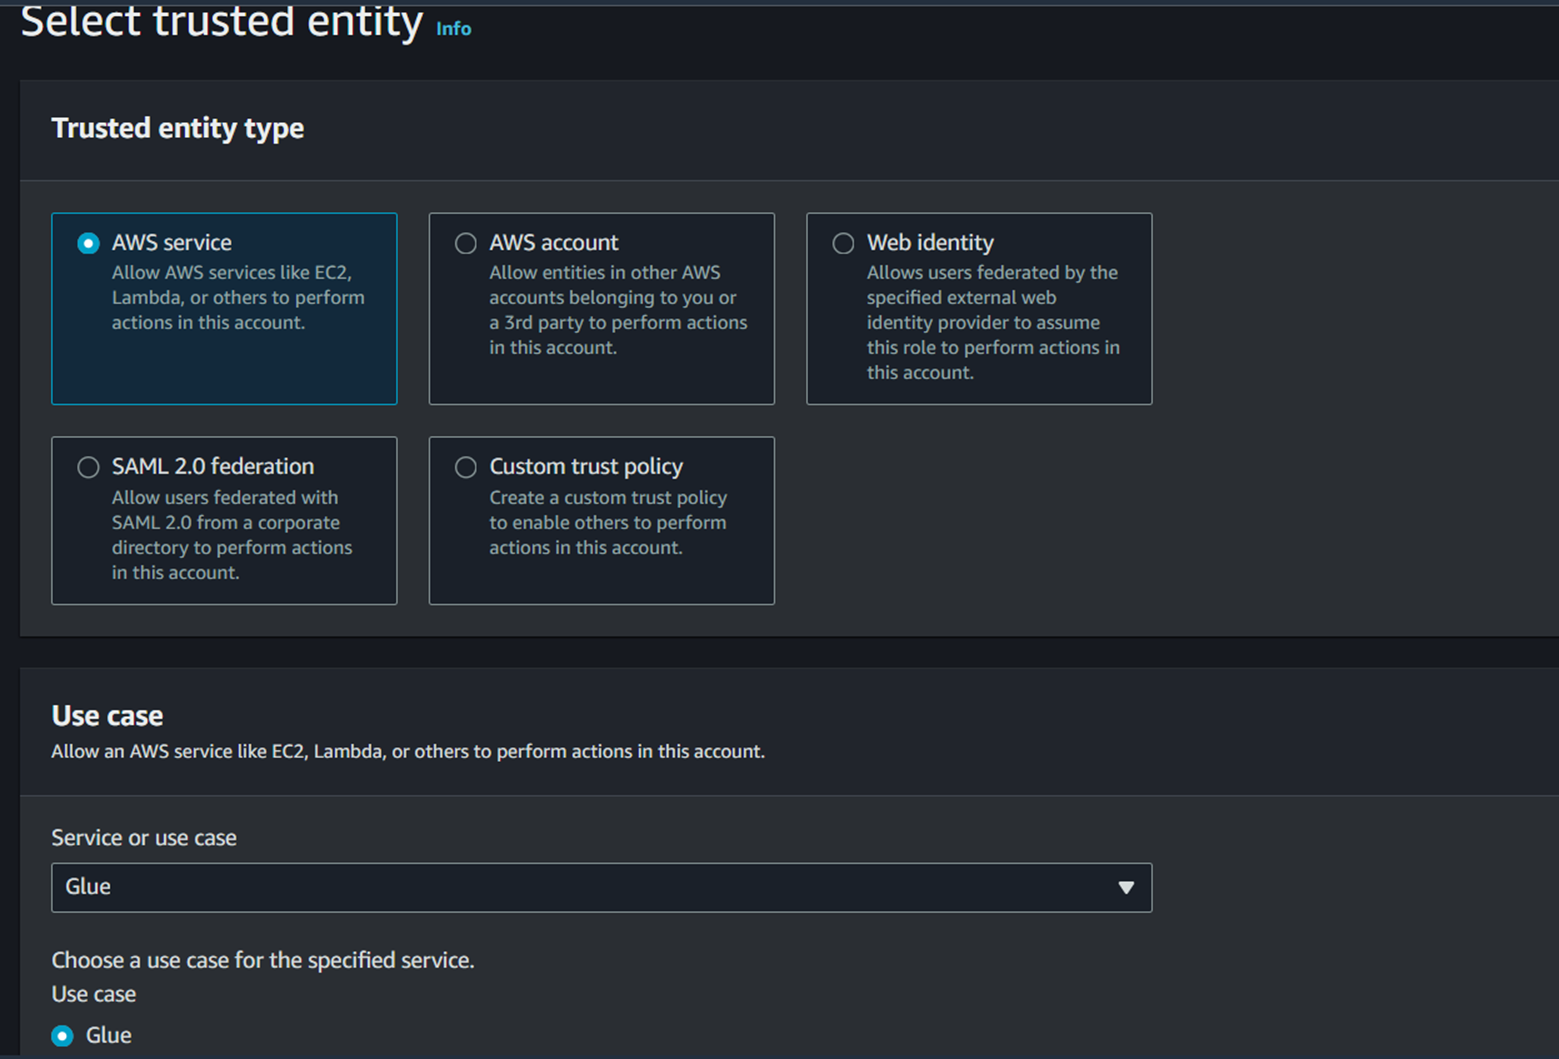 Select trusted entity Info
Trusted entity type
AWS service
Allow AWS services like EC2,
Lambda, or others to perform
actions in this account.
AWS account
Allow entities in other AWS
accounts belonging to you or
a 3rd party to perform actions
in this account.
Web identity
Allows users federated by the
specified external web
identity provider to assume
this role to perform actions in
this account.
SAML 2.0 federation
Allow users federated with
SAML 2.0 from a corporate
directory to perform actions
in this account.
Custom trust policy
Create a custom trust policy
to enable others to perform
actions in this account.
Use case
Allow an AWS service like EC2, Lambda, or others to perform actions in this account.
Service or use case
Glue
Choose a use case for the specified service.
Use case
Glue